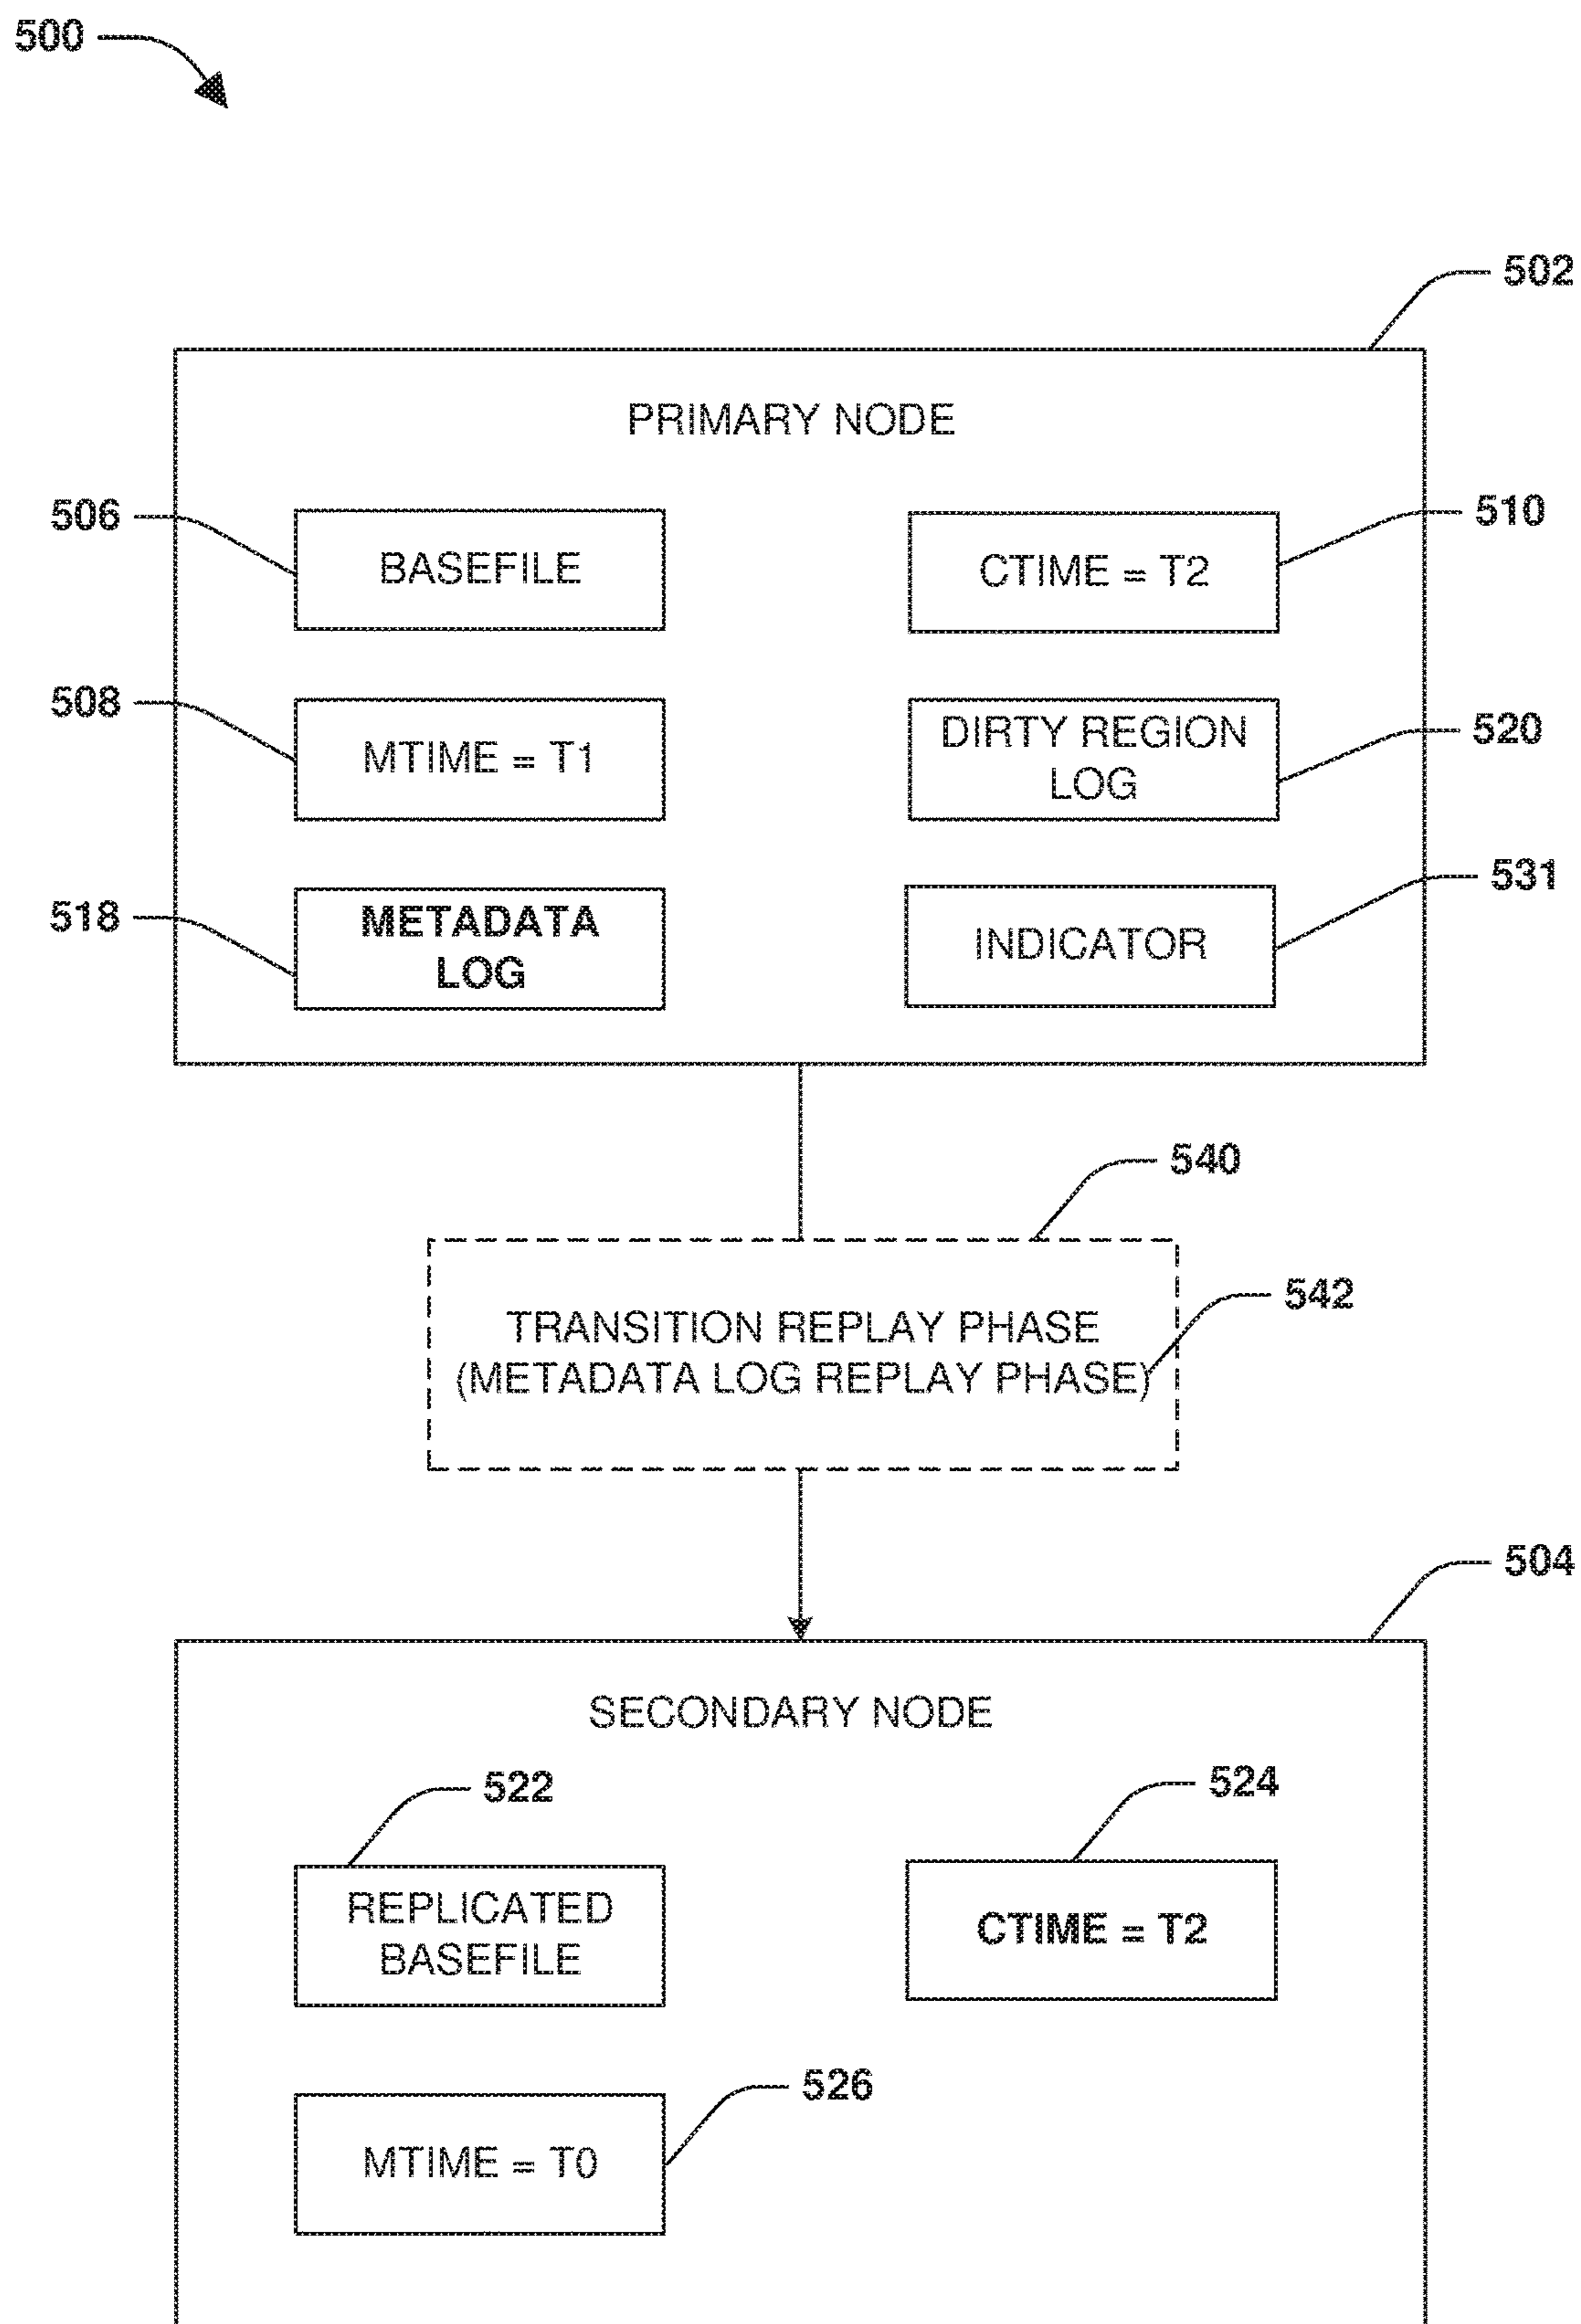 500
502
PRIMARY NODE
506
BASEFILE
510
CTIME = T2
508
MTIME = T1
520
DIRTY REGION
LOG
518
METADATA
LOG
531
INDICATOR
540
542
TRANSITION REPLAY PHASE
(METADATA LOG REPLAY PHASE)
504
SECONDARY NODE
522
REPLICATED
BASEFILE
524
CTIME = T2
526
MTIME = T0